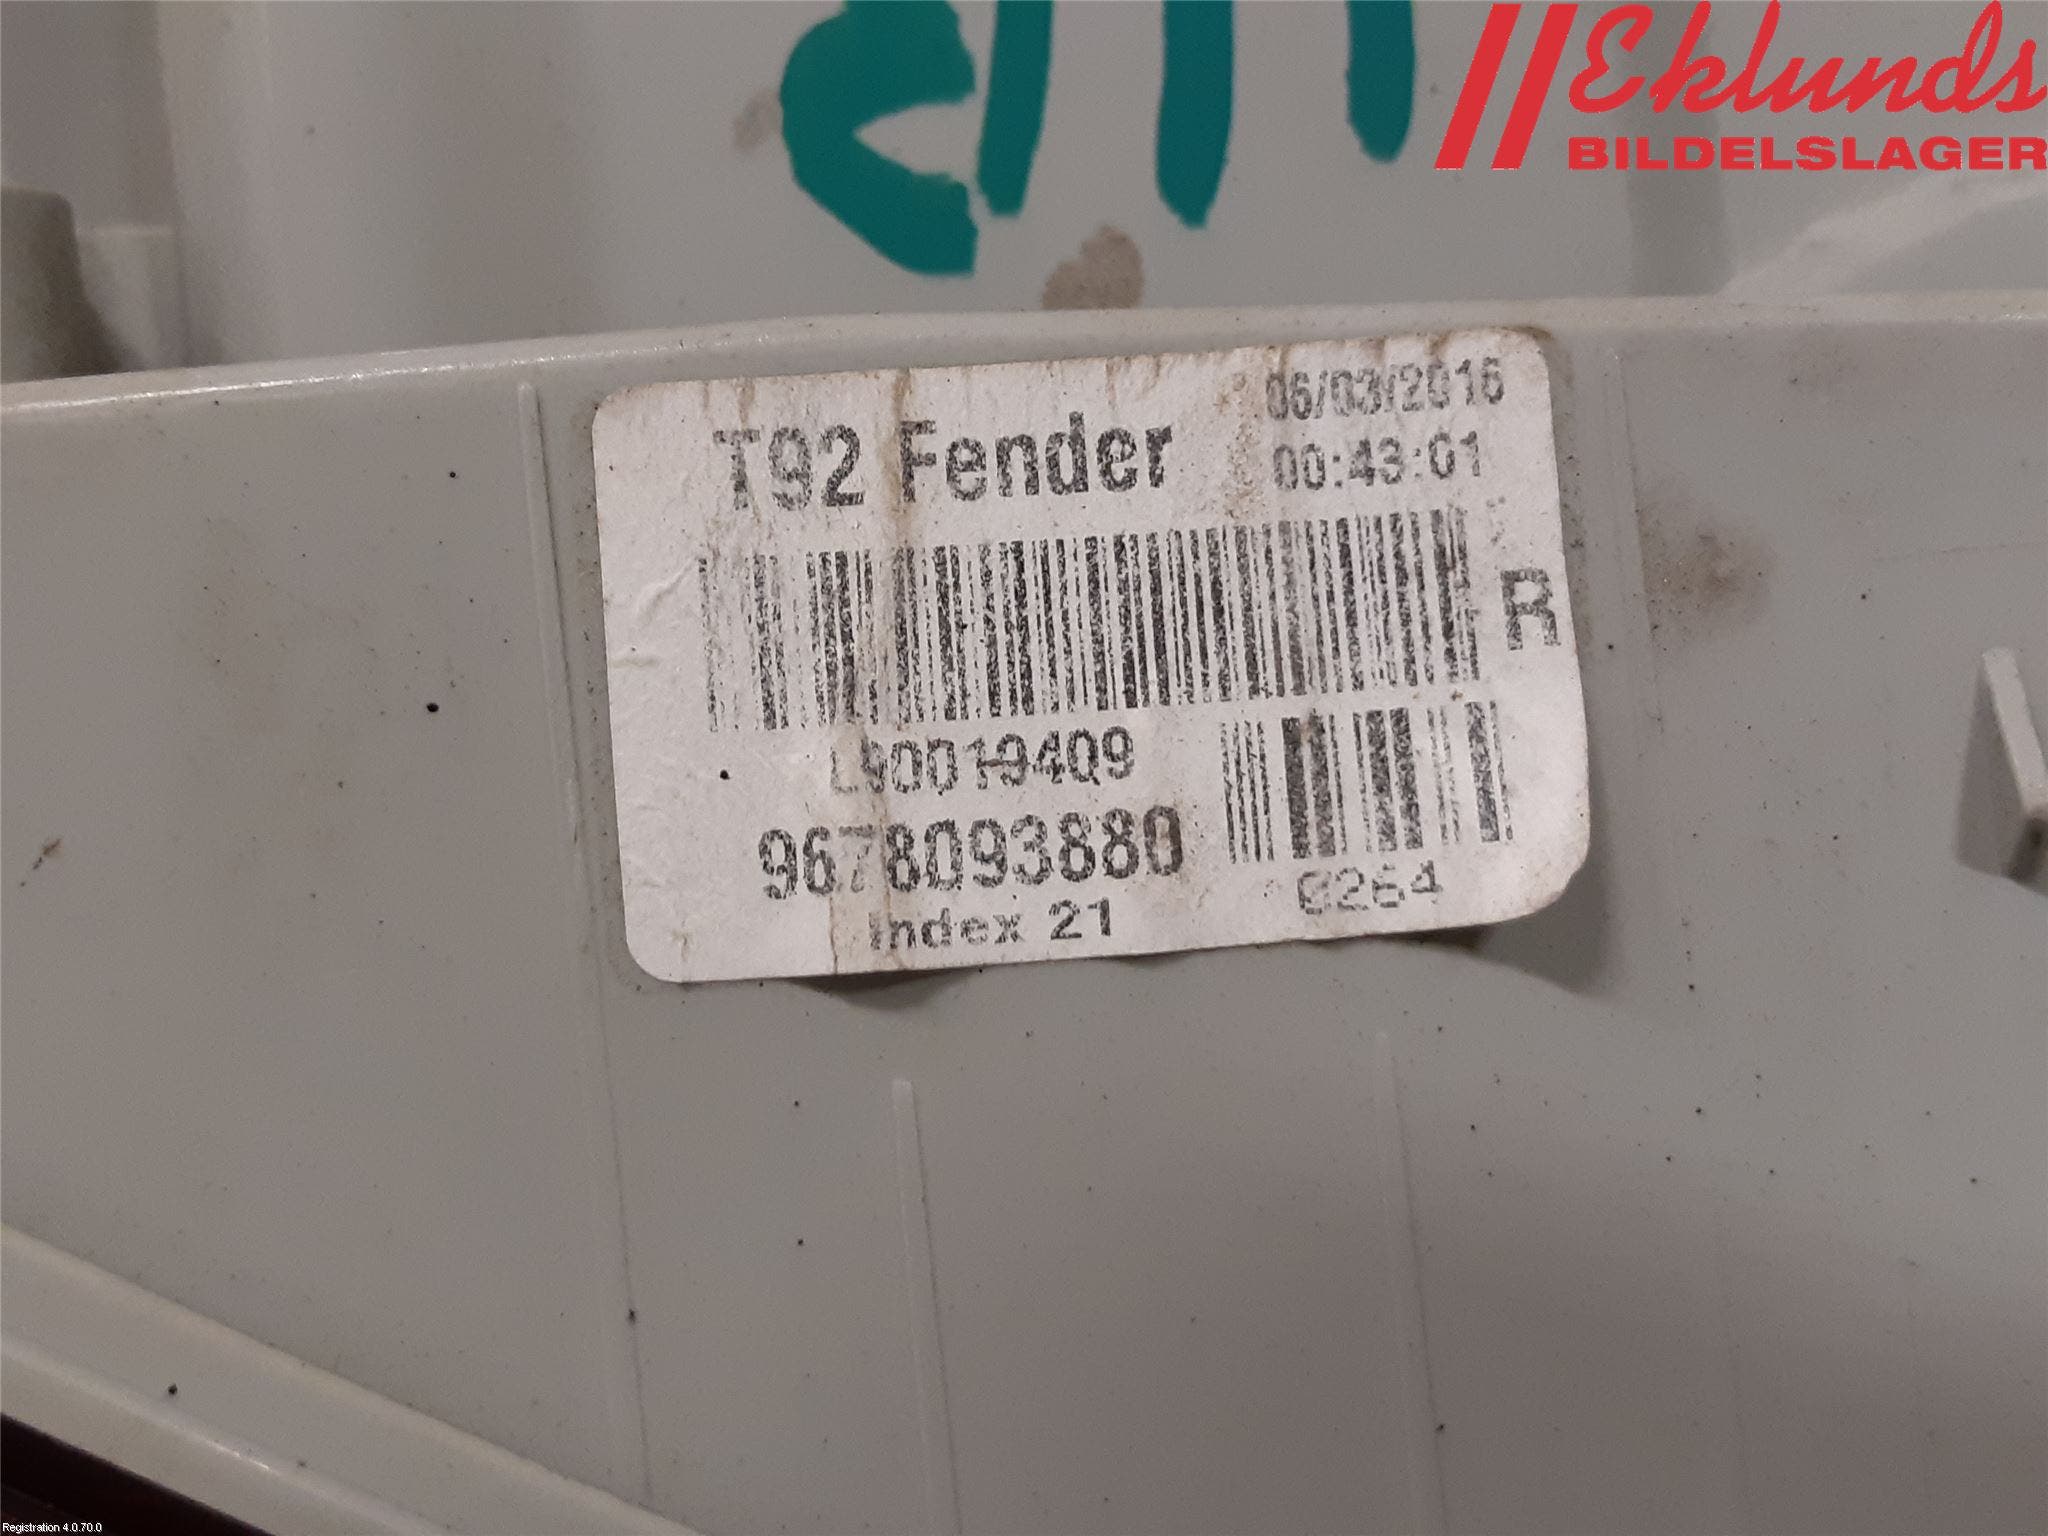 Eklunds
BILDELSLAGER
T92 Fender
06/03/2016
00:43:01
R
L90019409
9678093880
Index 21
0264
Registration 4.0.70.0